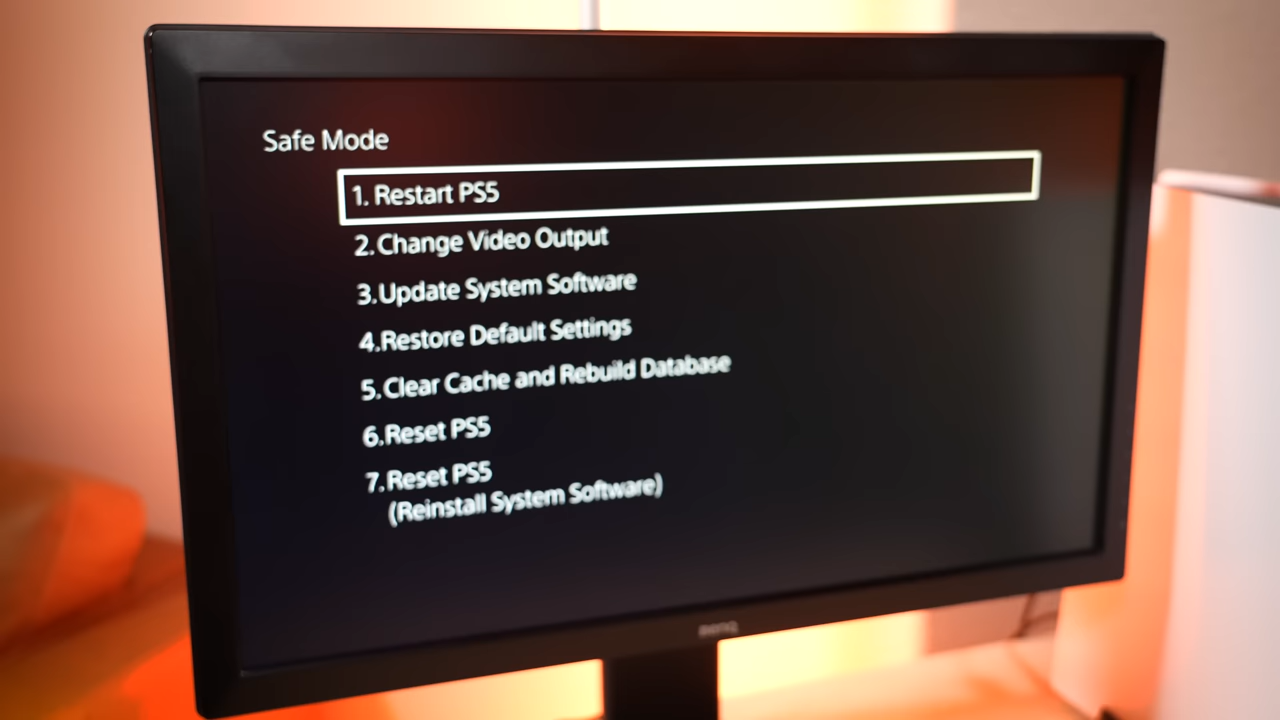 Safe Mode
1. Restart PS5
2. Change Video Output
3. Update System Software
4. Restore Default Settings
5. Clear Cache and Rebuild Database
6. Reset PS5
7. Reset PS5
(Reinstall System Software)
BenQ